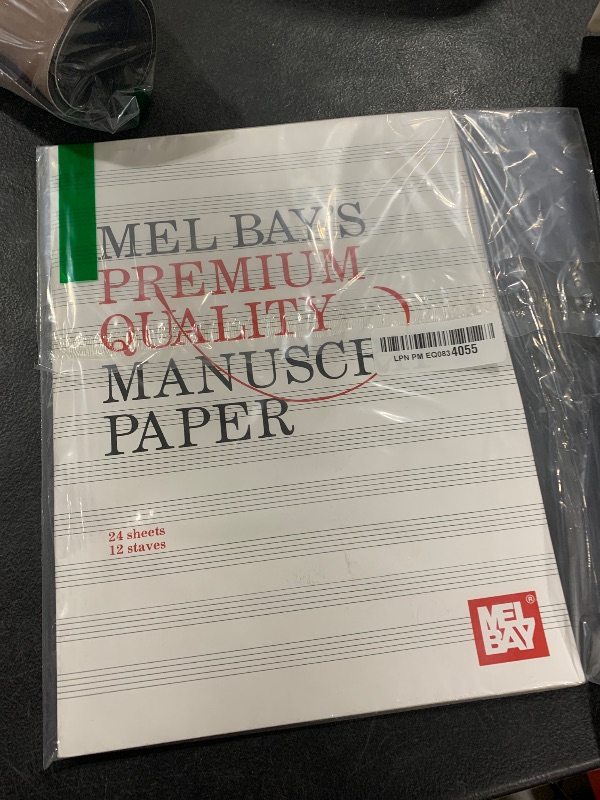 MEL BAY'S
PREMIUM
QUALITY
MANUSCR
PAPER
LPN PM EQ0834055
24 sheets
12 staves
MEL
BAY
®